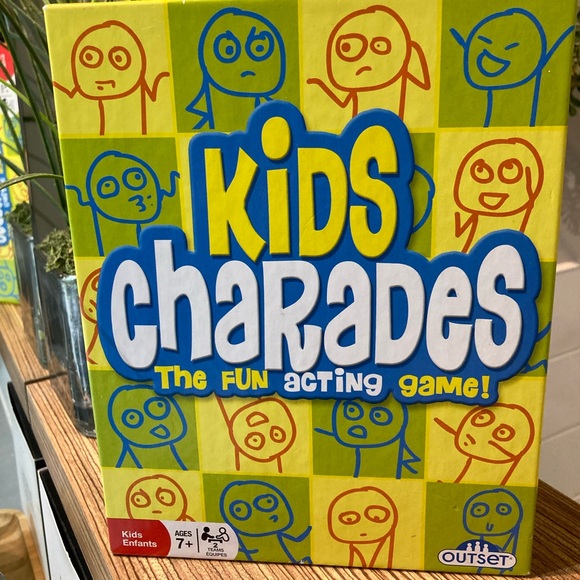 KiDS
CHARADES
THE FUN ACTING GAME!
Kids
Enfants
AGES
7+
2
TEAMS
EQUIPES
OUTSET